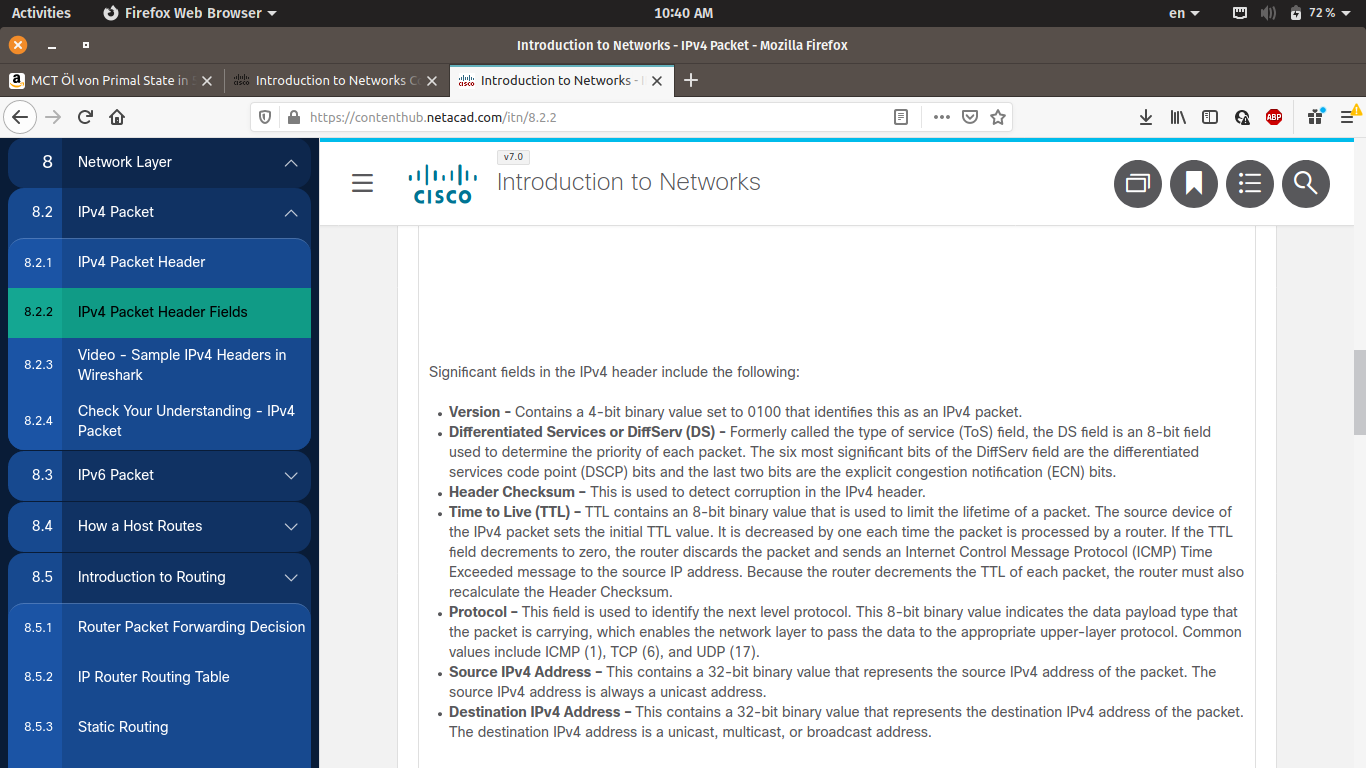 Activities Firefox Web Browser 10:40 AM en 72 %
Introduction to Networks - IPv4 Packet - Mozilla Firefox
MCT Öl von Primal State in Introduction to Networks Introduction to Networks -
https://contenthub.netacad.com/itn/8.2.2 ABP
8 Network Layer
8.2 IPv4 Packet
8.2.1 IPv4 Packet Header
8.2.2 IPv4 Packet Header Fields
8.2.3 Video - Sample IPv4 Headers in
Wireshark
8.2.4 Check Your Understanding - IPv4
Packet
8.3 IPv6 Packet
8.4 How a Host Routes
8.5 Introduction to Routing
8.5.1 Router Packet Forwarding Decision
8.5.2 IP Router Routing Table
8.5.3 Static Routing
CISCO
v7.0
Introduction to Networks
Significant fields in the IPv4 header include the following:
• Version – Contains a 4-bit binary value set to 0100 that identifies this as an IPv4 packet.
• Differentiated Services or DiffServ (DS) – Formerly called the type of service (ToS) field, the DS field is an 8-bit field
used to determine the priority of each packet. The six most significant bits of the DiffServ field are the differentiated
services code point (DSCP) bits and the last two bits are the explicit congestion notification (ECN) bits.
• Header Checksum – This is used to detect corruption in the IPv4 header.
• Time to Live (TTL) – TTL contains an 8-bit binary value that is used to limit the lifetime of a packet. The source device of
the IPv4 packet sets the initial TTL value. It is decreased by one each time the packet is processed by a router. If the TTL
field decrements to zero, the router discards the packet and sends an Internet Control Message Protocol (ICMP) Time
Exceeded message to the source IP address. Because the router decrements the TTL of each packet, the router must also
recalculate the Header Checksum.
• Protocol – This field is used to identify the next level protocol. This 8-bit binary value indicates the data payload type that
the packet is carrying, which enables the network layer to pass the data to the appropriate upper-layer protocol. Common
values include ICMP (1), TCP (6), and UDP (17).
• Source IPv4 Address – This contains a 32-bit binary value that represents the source IPv4 address of the packet. The
source IPv4 address is always a unicast address.
• Destination IPv4 Address – This contains a 32-bit binary value that represents the destination IPv4 address of the packet.
The destination IPv4 address is a unicast, multicast, or broadcast address.